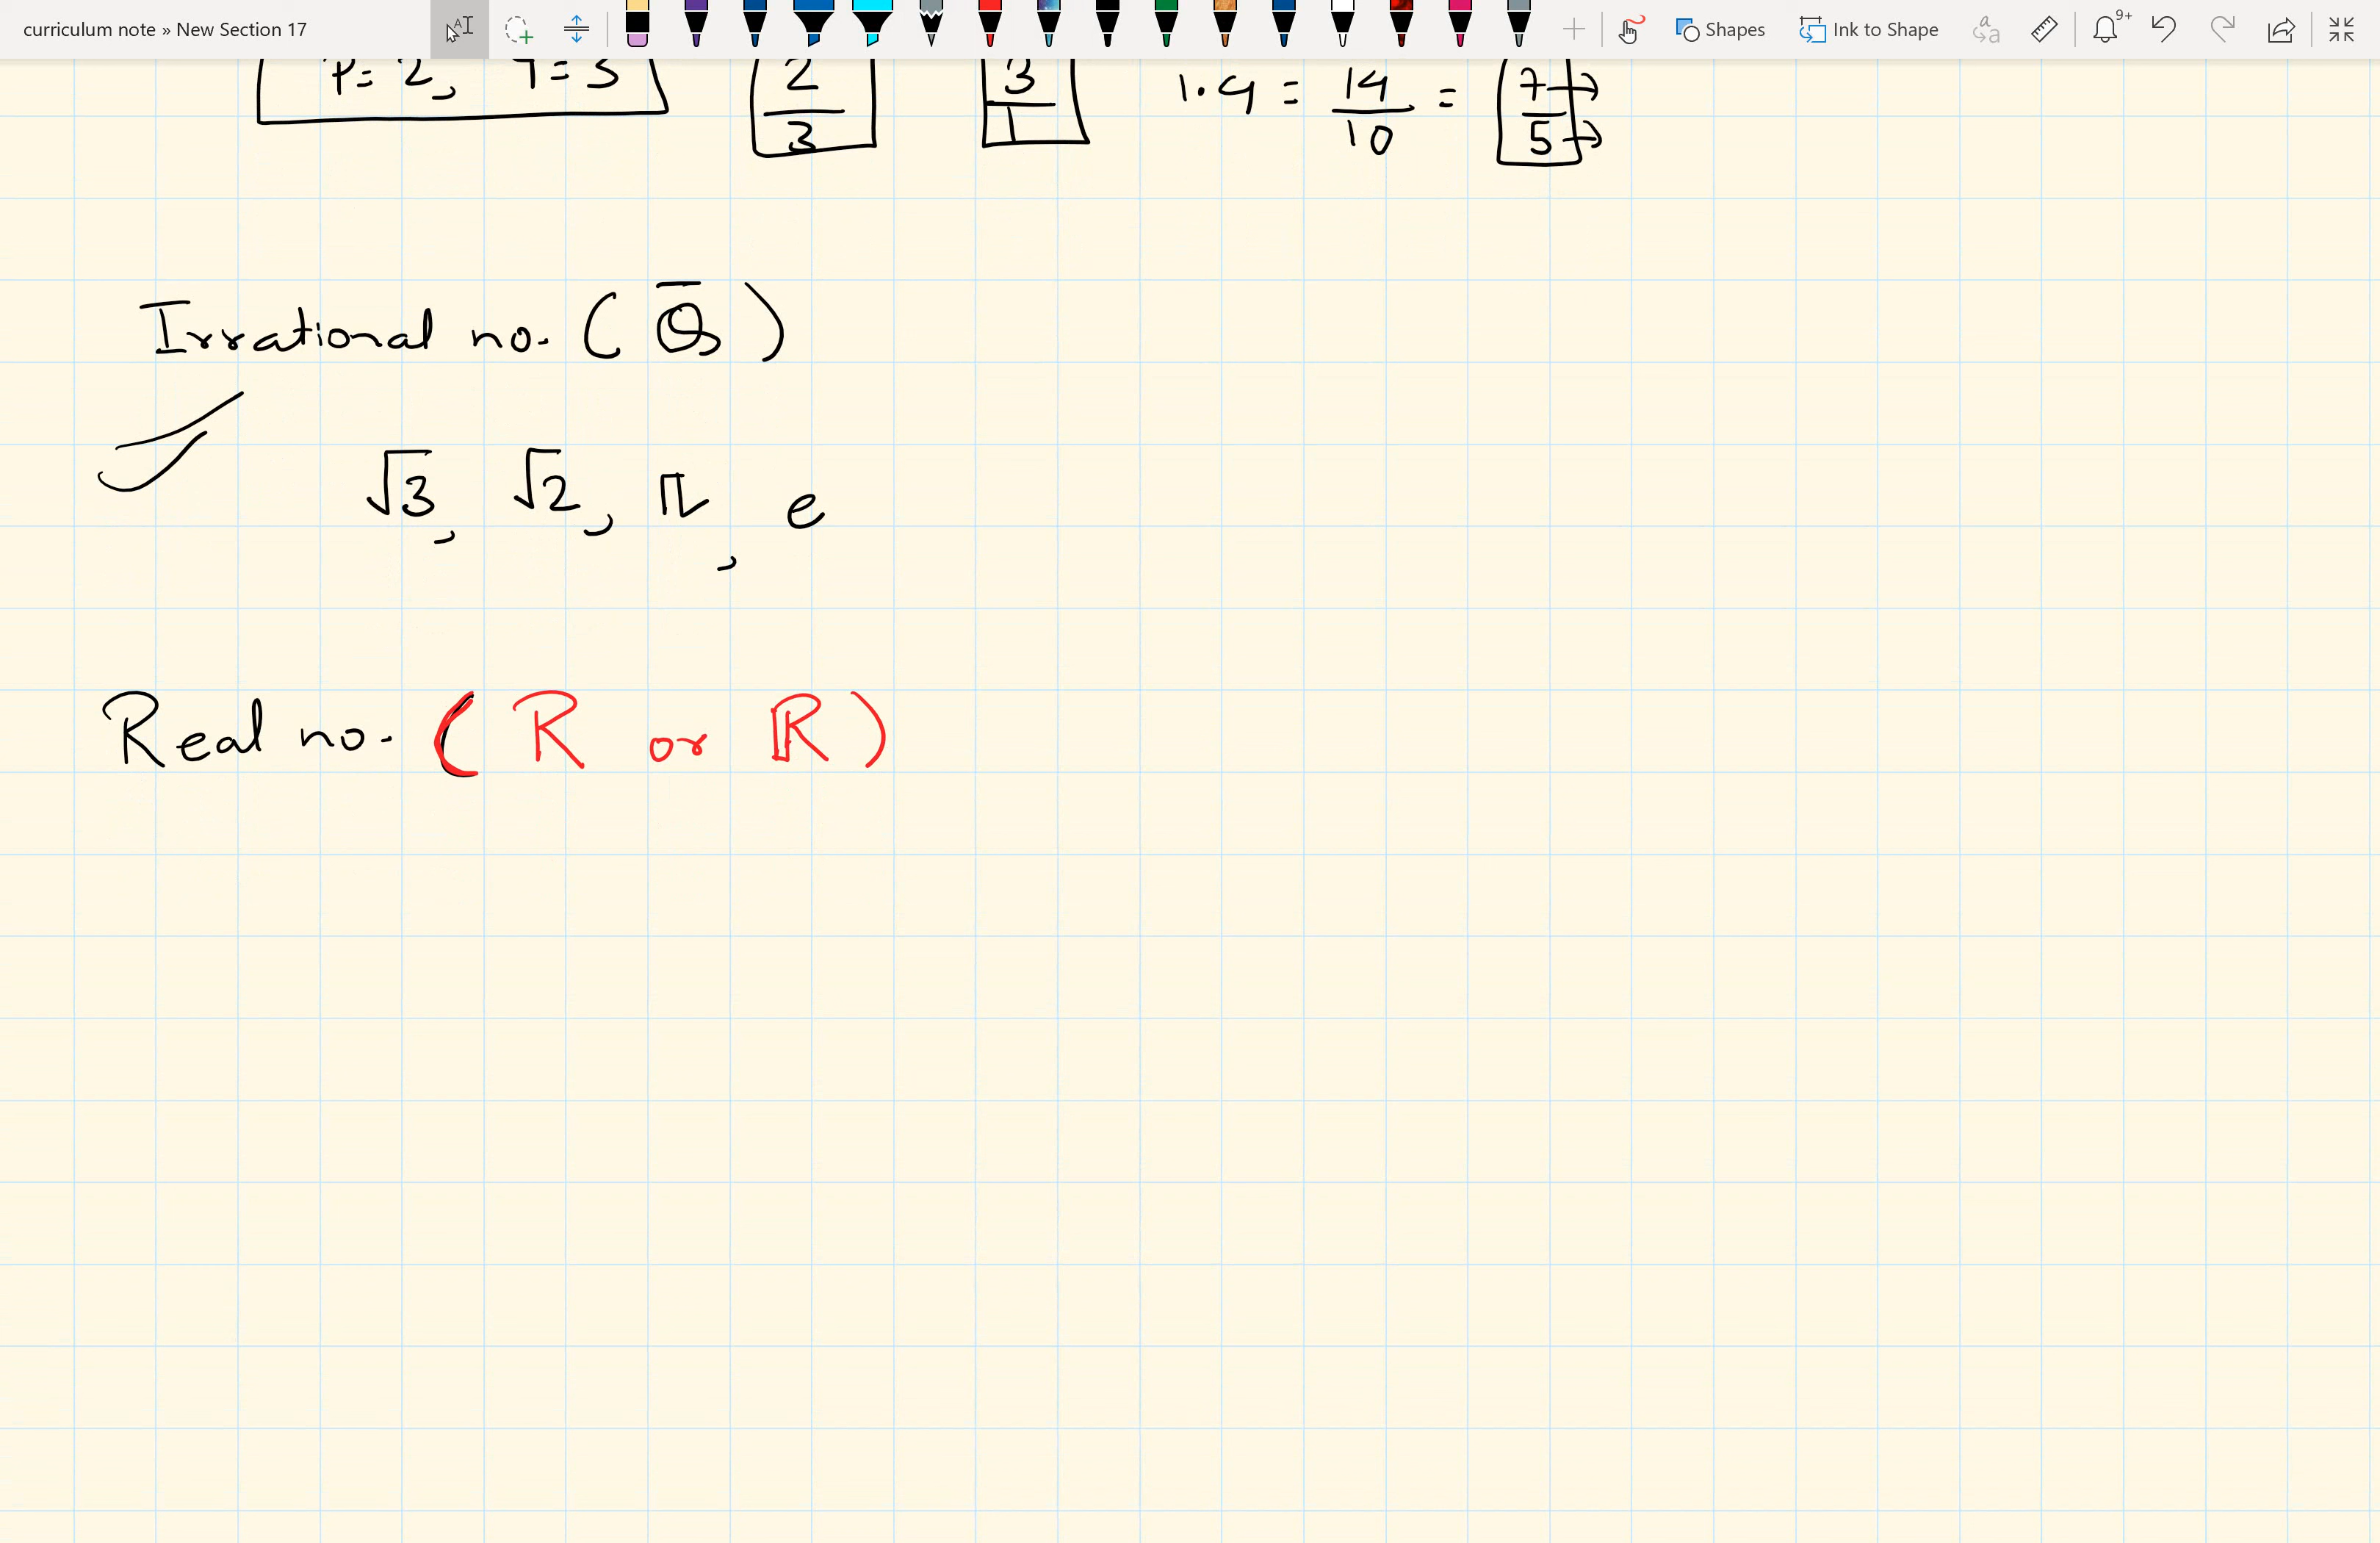 curriculum note » New Section 17
Shapes
Ink to Shape
9+
p = 2, q = 3
2/3
3/1
1.4 = 14/10 = 7/5
Irrational no. (Q̅)
√3, √2, π, e
Real no. (R or ℝ)